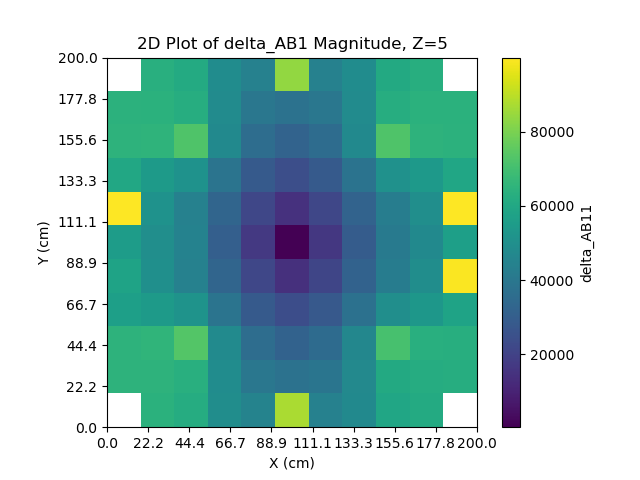 2D Plot of delta_AB1 Magnitude, Z=5
200.0
177.8
155.6
133.3
111.1
88.9
66.7
44.4
22.2
0.0
Y (cm)
0.0 22.2 44.4 66.7 88.9 111.1 133.3 155.6 177.8 200.0
X (cm)
80000
60000
40000
20000
delta_AB11